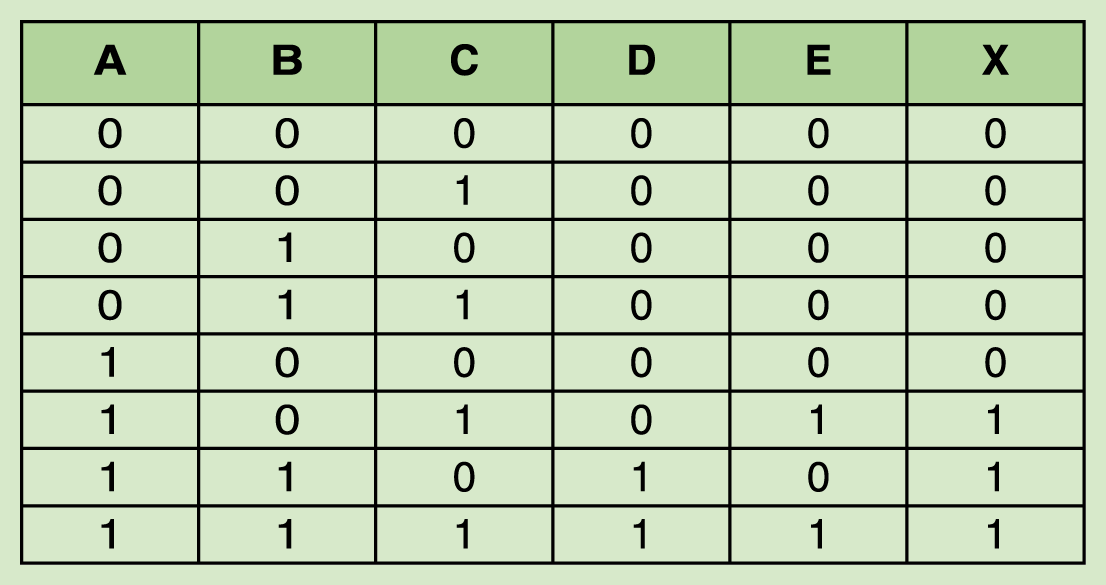 A B C D E X
0 0 0 0 0 0
0 0 1 0 0 0
0 1 0 0 0 0
0 1 1 0 0 0
1 0 0 0 0 0
1 0 1 0 1 1
1 1 0 1 0 1
1 1 1 1 1 1